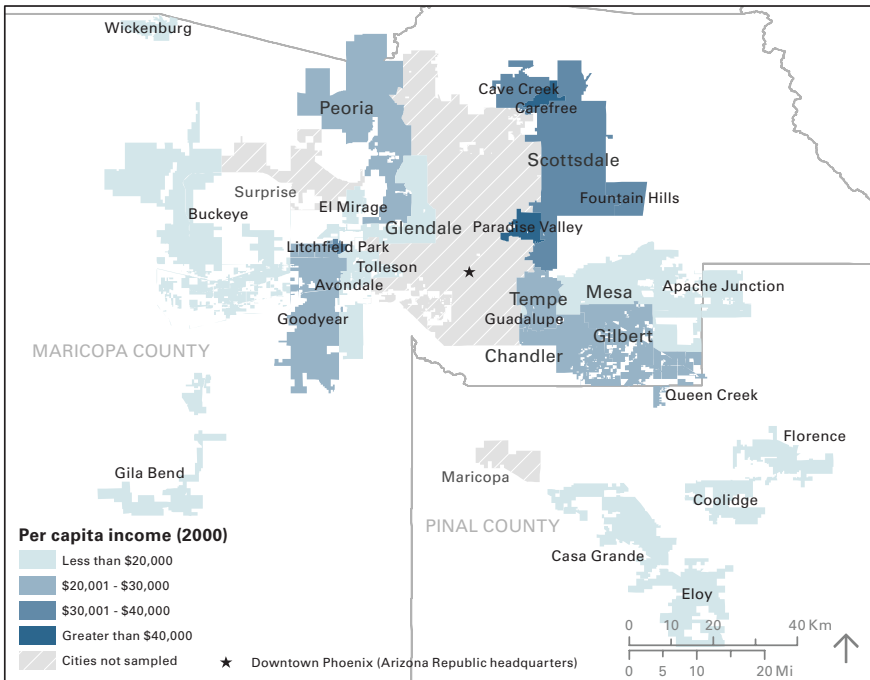 Wickenburg
Cave Creek
Carefree
Peoria
Scottsdale
Surprise
Fountain Hills
El Mirage
Buckeye
Glendale
Paradise Valley
Litchfield Park
Tolleson
Avondale
Mesa
Apache Junction
Tempe
Goodyear
Guadalupe
Gilbert
MARICOPA COUNTY
Chandler
Queen Creek
Florence
Gila Bend
Maricopa
Coolidge
PINAL COUNTY
Casa Grande
Eloy
Per capita income (2000)
Less than $20,000
$20,001 - $30,000
$30,001 - $40,000
Greater than $40,000
Cities not sampled
Downtown Phoenix (Arizona Republic headquarters)
0 10 20 40 Km
0 5 10 20 Mi